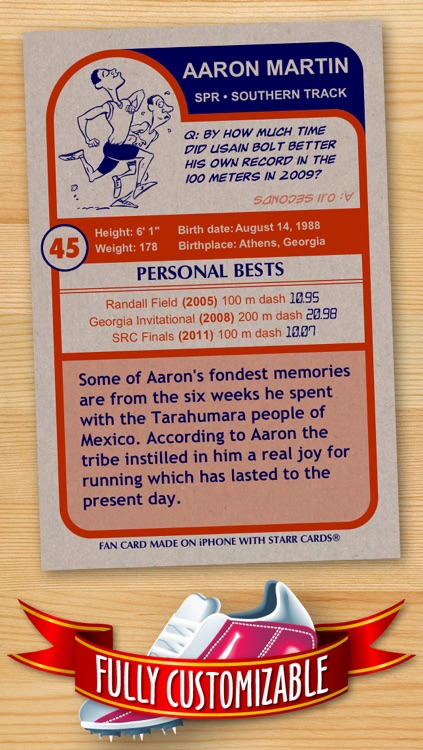 AARON MARTIN
SPR • SOUTHERN TRACK
Q: BY HOW MUCH TIME
DID USAIN BOLT BETTER
HIS OWN RECORD IN THE
100 METERS IN 2009?
A: 0.11 SECONDS
45
Height: 6' 1" Birth date: August 14, 1988
Weight: 178 Birthplace: Athens, Georgia
PERSONAL BESTS
Randall Field (2005) 100 m dash 10.95
Georgia Invitational (2008) 200 m dash 20.98
SRC Finals (2011) 100 m dash 10.07
Some of Aaron's fondest memories
are from the six weeks he spent
with the Tarahumara people of
Mexico. According to Aaron the
tribe instilled in him a real joy for
running which has lasted to the
present day.
FAN CARD MADE ON iPHONE WITH STARR CARDS®
FULLY CUSTOMIZABLE